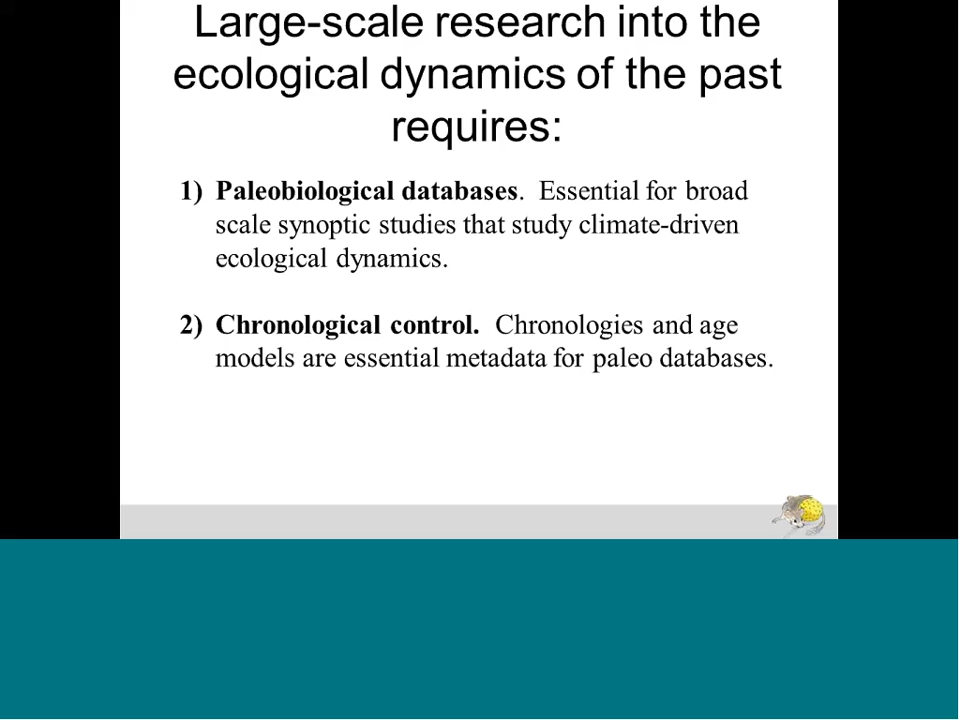 Large-scale research into the
ecological dynamics of the past
requires:
1) Paleobiological databases. Essential for broad
scale synoptic studies that study climate-driven
ecological dynamics.
2) Chronological control. Chronologies and age
models are essential metadata for paleo databases.